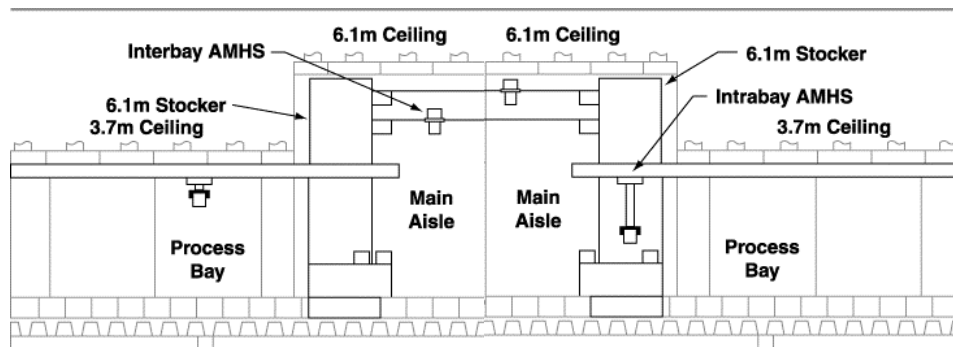 6.1m Ceiling
6.1m Ceiling
Interbay AMHS
6.1m Stocker
6.1m Stocker
3.7m Ceiling
Intrabay AMHS
3.7m Ceiling
Main
Aisle
Main
Aisle
Process
Bay
Process
Bay